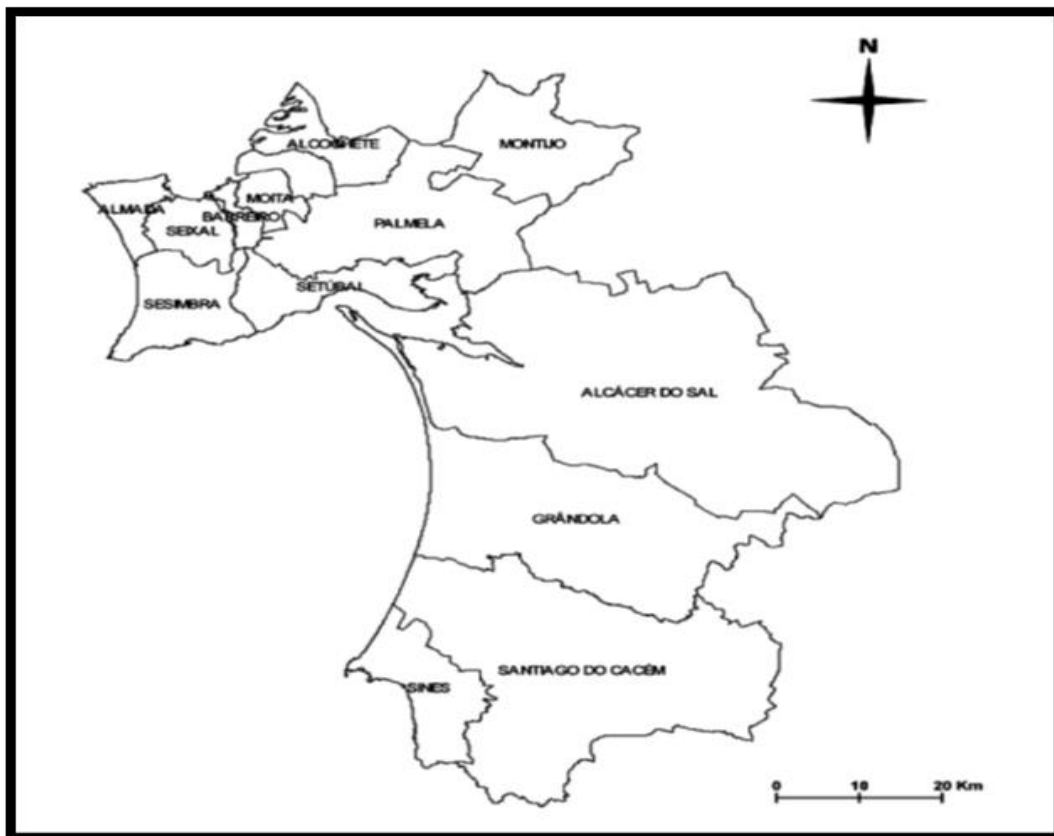 N
ALCOCHETE
MONTIJO
MOITA
ALMADA
BARREIRO
SEIXAL
PALMELA
SETÚBAL
SESIMBRA
ALCÁCER DO SAL
GRÂNDOLA
SANTIAGO DO CACÉM
SINES
0 10 20 Km